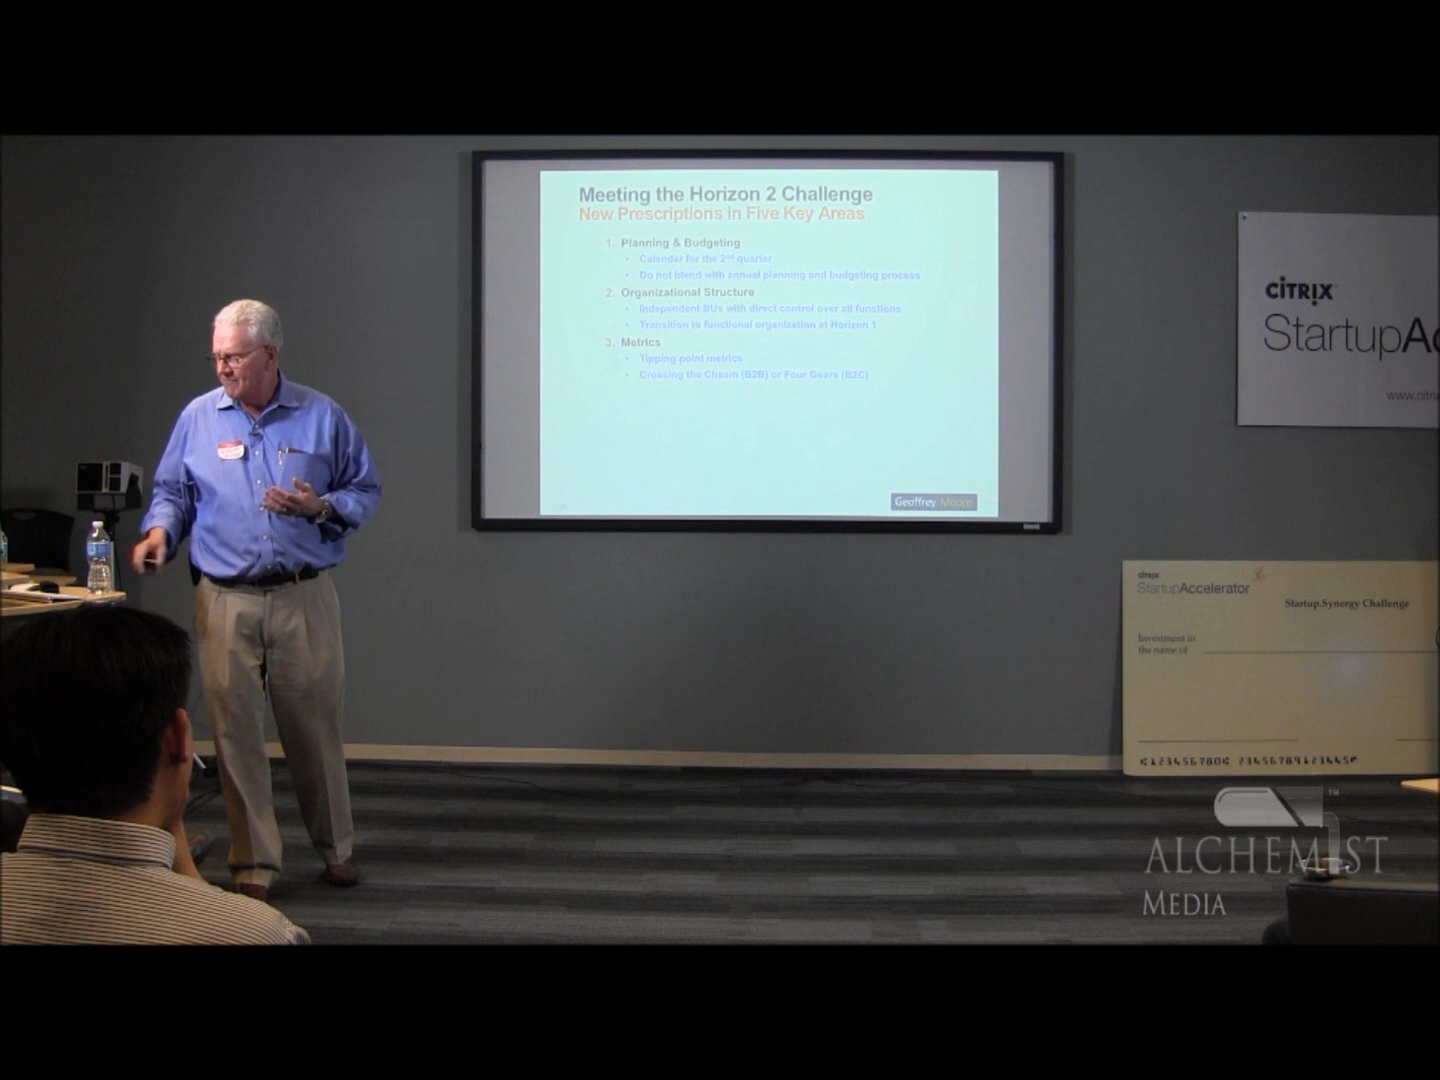 Meeting the Horizon 2 Challenge
New Prescriptions in Five Key Areas
1. Planning & Budgeting
• Calendar for the 2nd quarter
• Do not blend with annual planning and budgeting process
2. Organizational Structure
• Independent BUs with direct control over all functions
• Transition to functional organization at Horizon 1
3. Metrics
• Tipping point metrics
• Crossing the Chasm (B2B) or Four Gears (B2C)
Geoffrey Moore
CITRIX
StartupAc
www.citri
citrix
StartupAccelerator
Startup.Synergy Challenge
Investment in
the name of
ALCHEMIST
MEDIA
TM